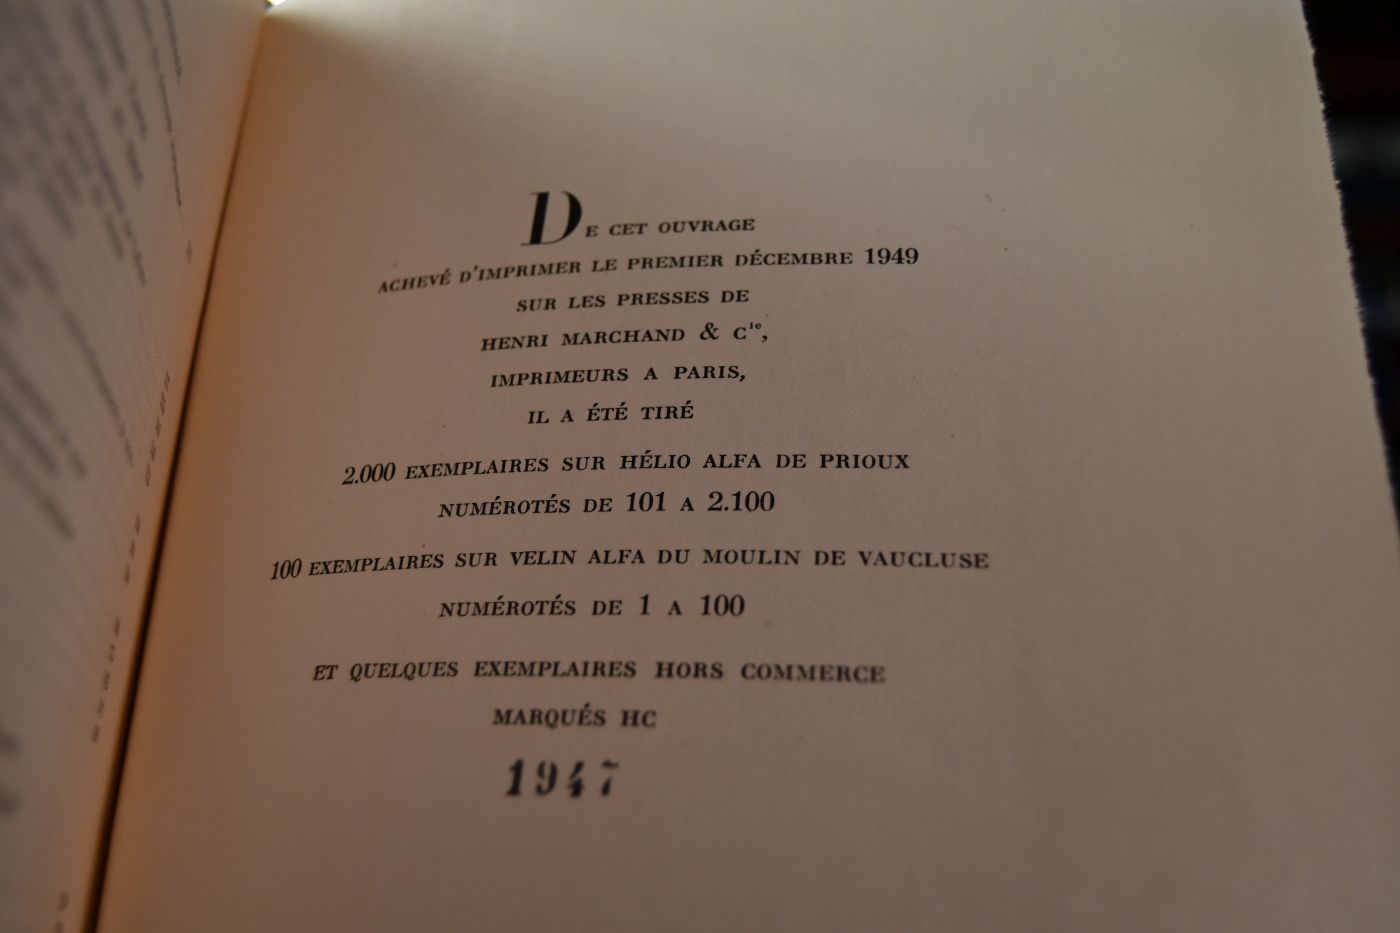 DE CET OUVRAGE
ACHEVÉ D'IMPRIMER LE PREMIER DÉCEMBRE 1949
SUR LES PRESSES DE
HENRI MARCHAND & Cie,
IMPRIMEURS A PARIS,
IL A ÉTÉ TIRÉ
2.000 EXEMPLAIRES SUR HÉLIO ALFA DE PRIOUX
NUMÉROTÉS DE 101 A 2.100
100 EXEMPLAIRES SUR VELIN ALFA DU MOULIN DE VAUCLUSE
NUMÉROTÉS DE 1 A 100
ET QUELQUES EXEMPLAIRES HORS COMMERCE
MARQUÉS HC
1947